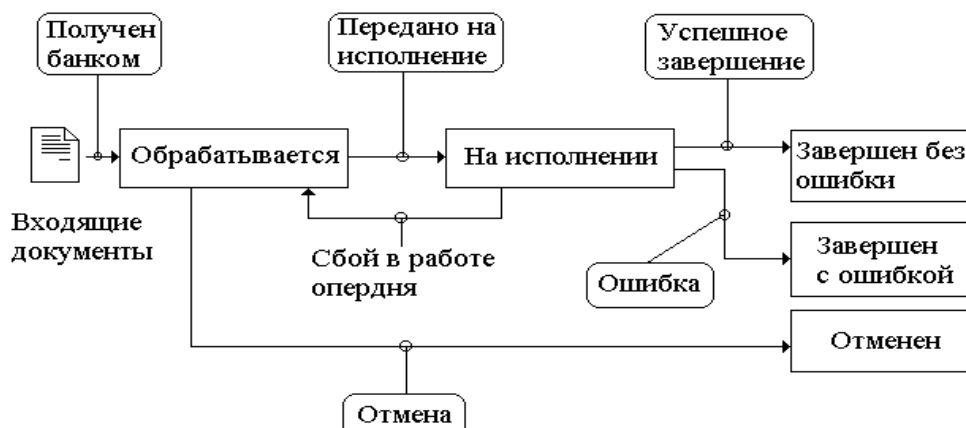 Получен
банком
Передано на
исполнение
Успешное
завершение
Обрабатывается
На исполнении
Завершен без
ошибки
Входящие
документы
Сбой в работе
опердня
Ошибка
Завершен
с ошибкой
Отменен
Отмена